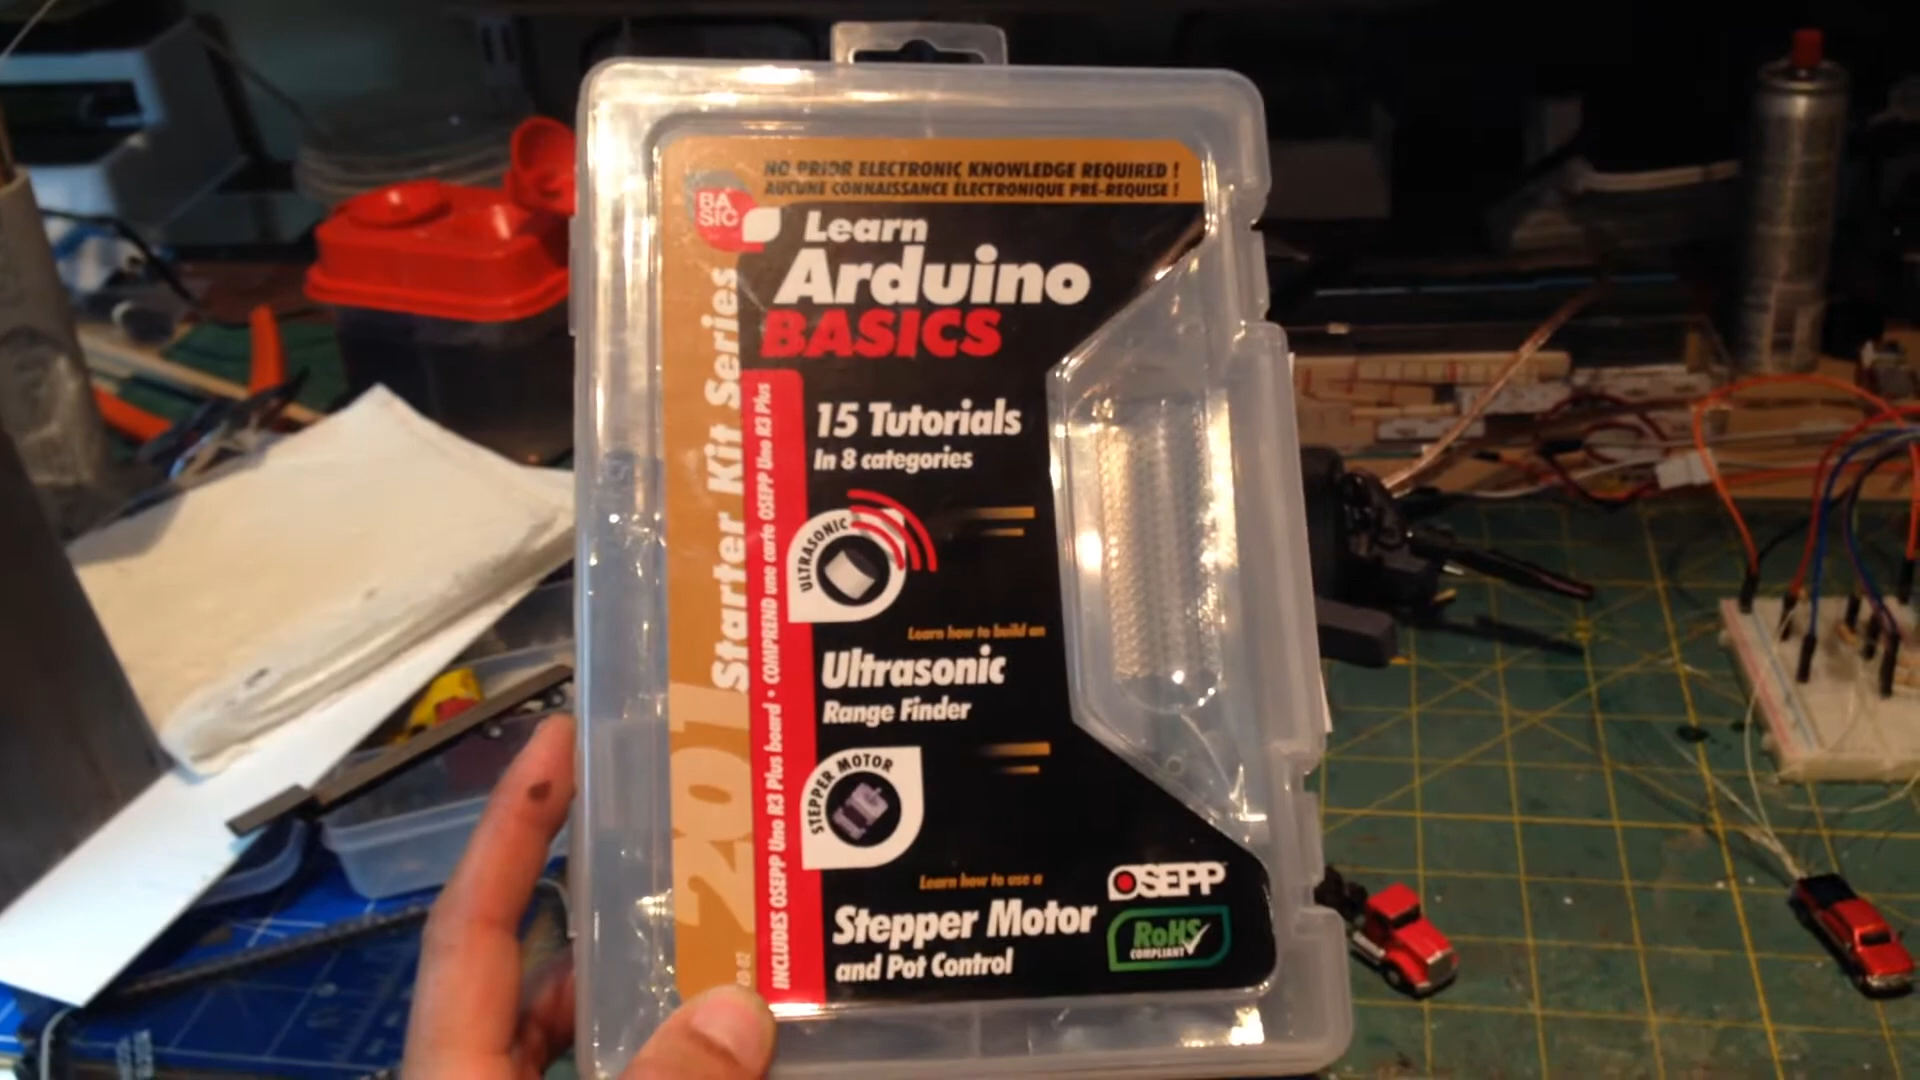 NO PRIOR ELECTRONIC KNOWLEDGE REQUIRED !
AUCUNE CONNAISSANCE ÉLECTRONIQUE PRÉ-REQUISE !
BA
SIC
Learn
Arduino
BASICS
201 Starter Kit Series
INCLUDES OSEPP Uno R3 Plus board • COMPREND une carte OSEPP Uno R3 Plus
15 Tutorials
In 8 categories
ULTRASONIC
Learn how to build an
Ultrasonic
Range Finder
STEPPER MOTOR
Learn how to use a
Stepper Motor
and Pot Control
OSEPP
RoHS
COMPLIANT